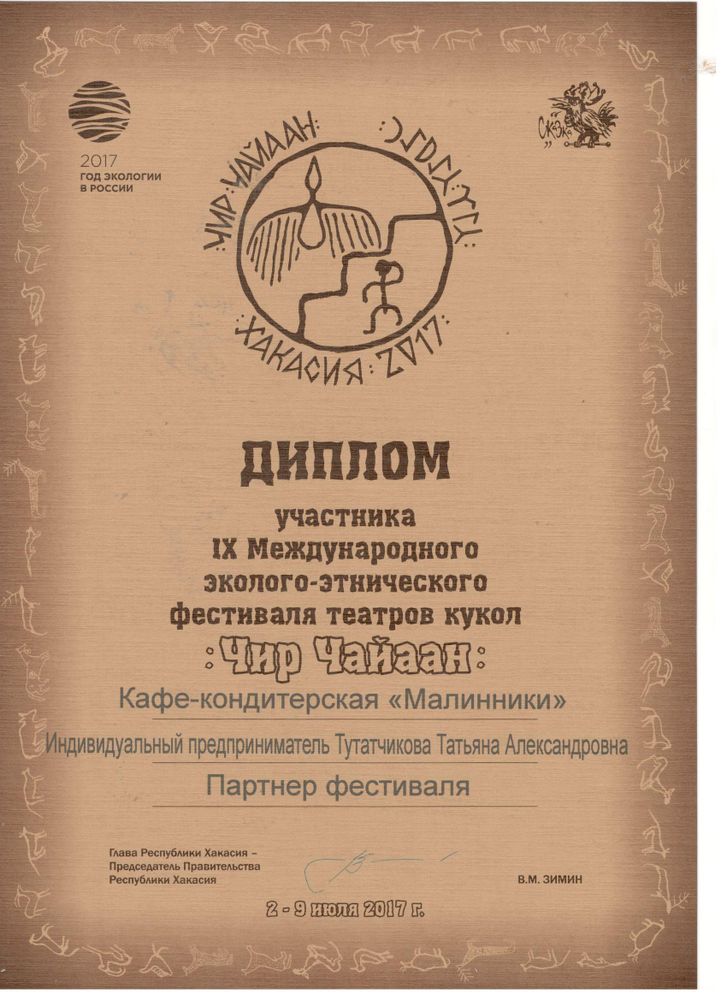 2017
ГОД ЭКОЛОГИИ
В РОССИИ
"Сказка"
:ЧИР:ЧАЙААН:
:ХАКАСИЯ:2017:
ДИПЛОМ
участника
IX Международного
эколого-этнического
фестиваля театров кукол
:Чир Чайаан:
Кафе-кондитерская «Малинники»
Индивидуальный предприниматель Тутатчикова Татьяна Александровна
Партнер фестиваля
Глава Республики Хакасия –
Председатель Правительства
Республики Хакасия
В.М. ЗИМИН
2 - 9 июля 2017 г.